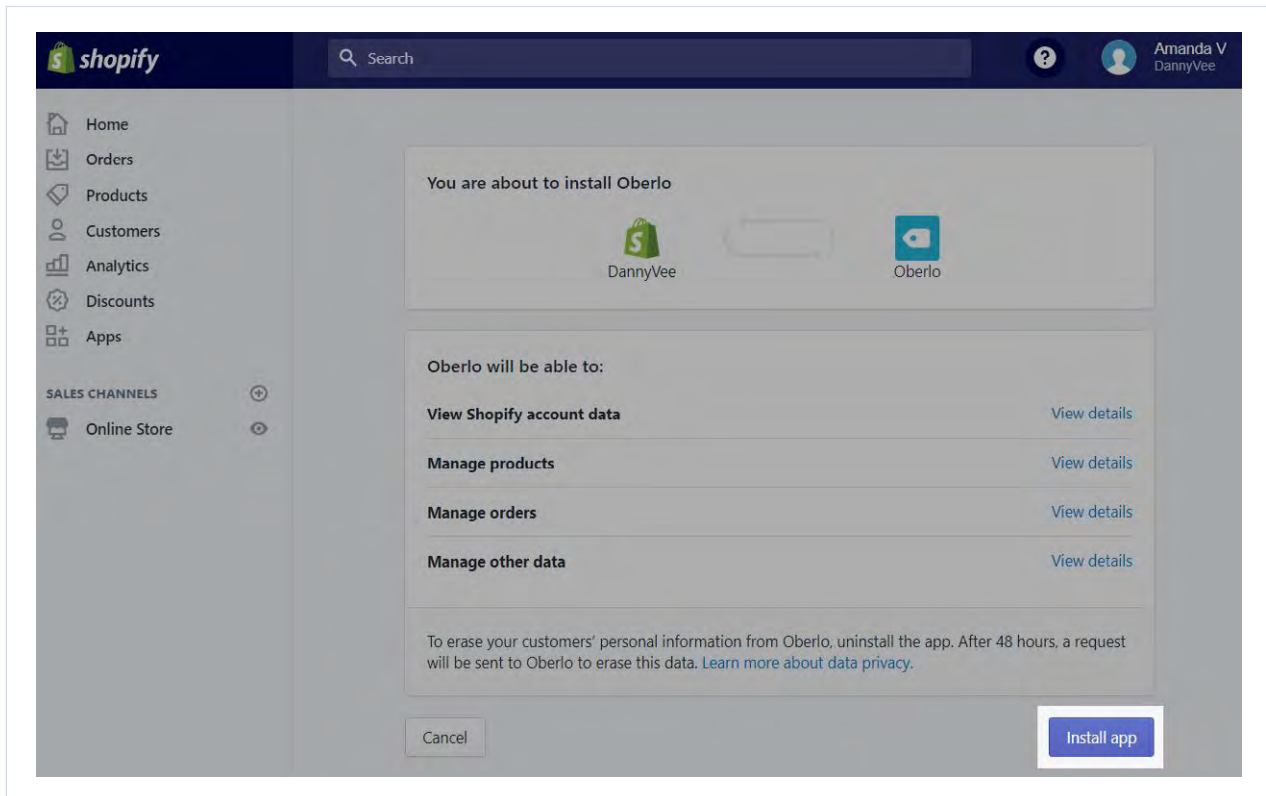 shopify
Search
?
Amanda V
DannyVee
Home
Orders
Products
Customers
Analytics
Discounts
Apps
SALES CHANNELS
Online Store
You are about to install Oberlo
DannyVee
Oberlo
Oberlo will be able to:
View Shopify account data View details
Manage products View details
Manage orders View details
Manage other data View details
To erase your customers' personal information from Oberlo, uninstall the app. After 48 hours, a request
will be sent to Oberlo to erase this data. Learn more about data privacy.
Cancel
Install app